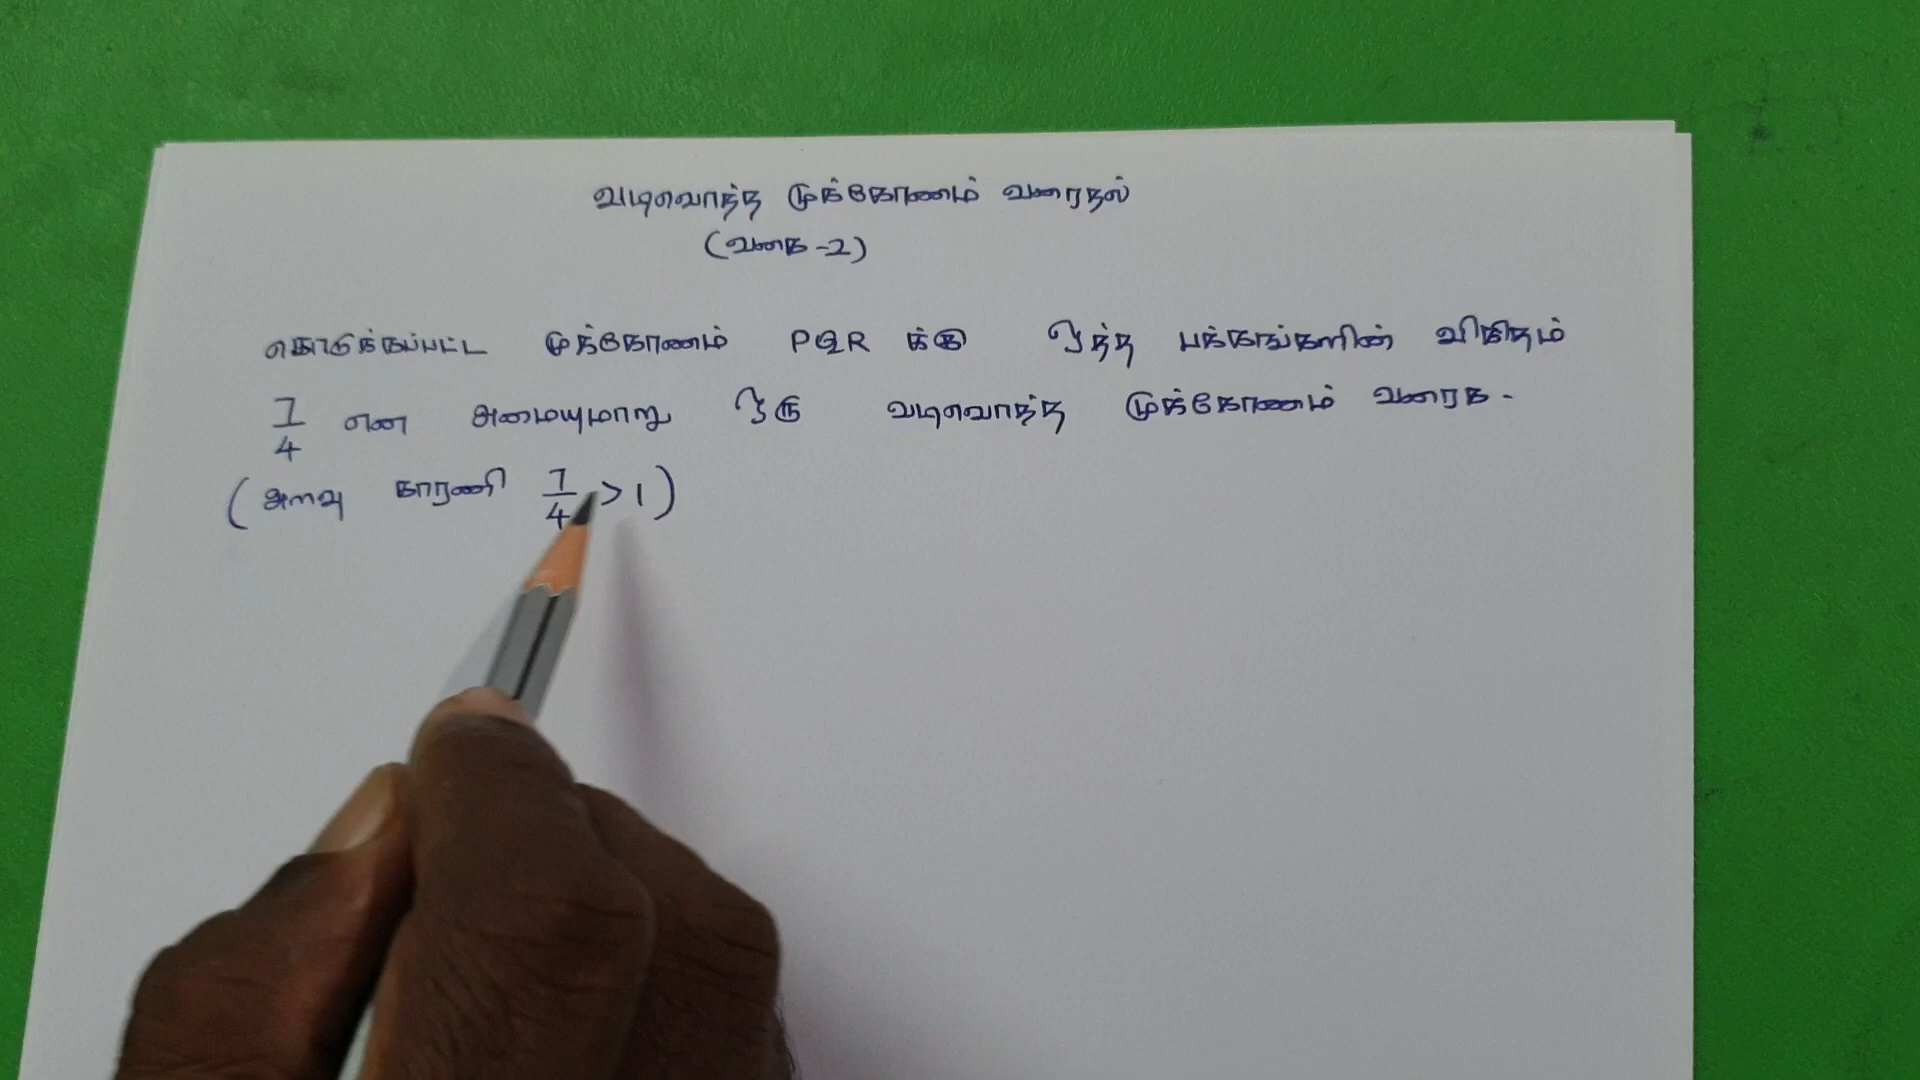 வடிவொத்த முக்கோணம் வரைதல்
(வகை -2)
கொடுக்கப்பட்ட முக்கோணம் PQR க்கு ஒத்த பக்கங்களின் விகிதம்
7/4 என அமையுமாறு ஒரு வடிவொத்த முக்கோணம் வரைக.
(அளவு காரணி 7/4 > 1)